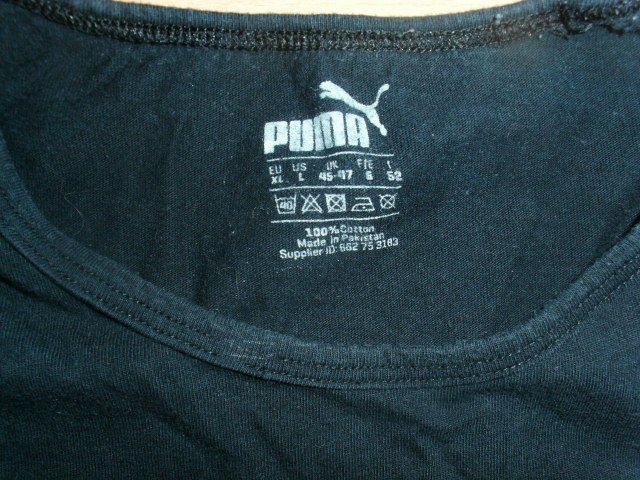 PUMA
EU US UK F/E I
XL L 45-47 6 52
40
100% Cotton
Made in Pakistan
Supplier ID: 662 75 3183